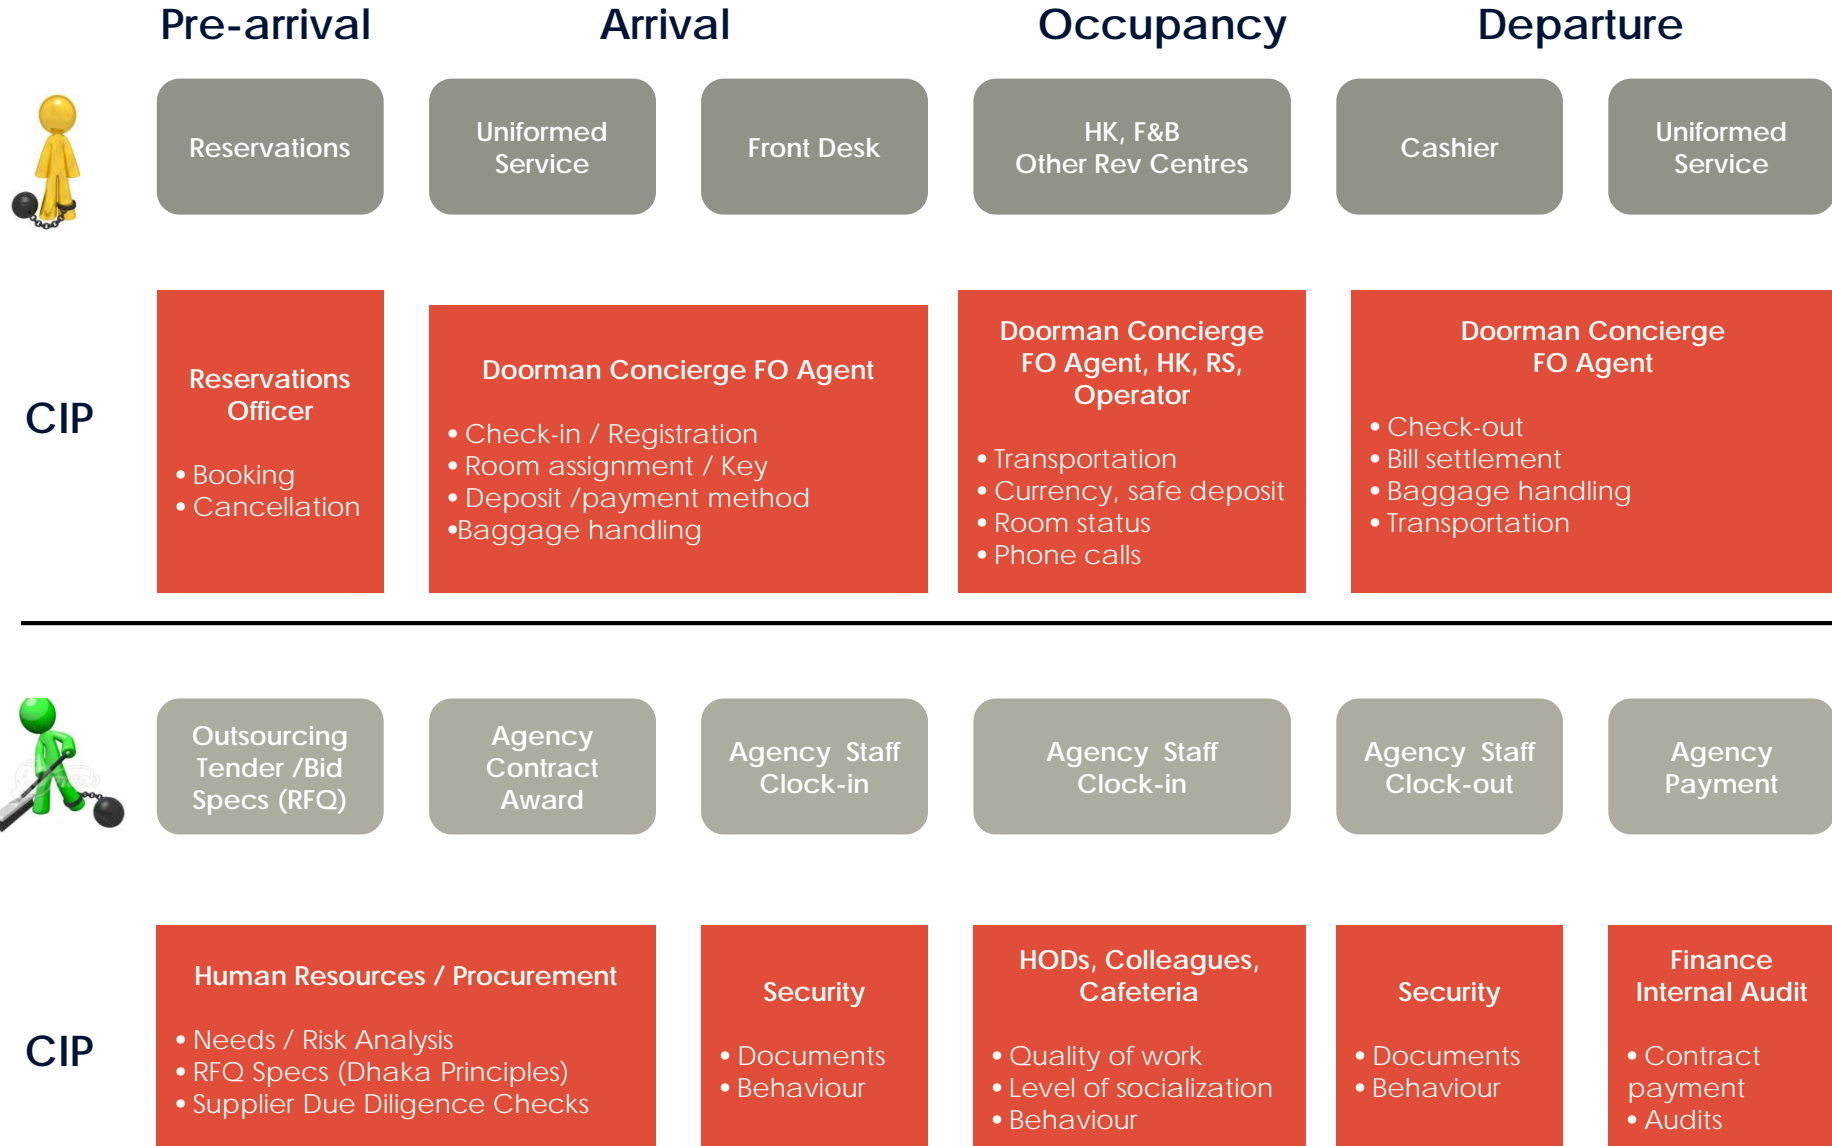 Pre-arrival
Arrival
Occupancy
Departure
Reservations
Uniformed
Service
Front Desk
HK, F&B
Other Rev Centres
Cashier
Uniformed
Service
CIP
Reservations
Officer
• Booking
• Cancellation
Doorman Concierge FO Agent
• Check-in / Registration
• Room assignment / Key
• Deposit /payment method
•Baggage handling
Doorman Concierge
FO Agent, HK, RS,
Operator
• Transportation
• Currency, safe deposit
• Room status
• Phone calls
Doorman Concierge
FO Agent
• Check-out
• Bill settlement
• Baggage handling
• Transportation
Outsourcing
Tender /Bid
Specs (RFQ)
Agency
Contract
Award
Agency Staff
Clock-in
Agency Staff
Clock-in
Agency Staff
Clock-out
Agency
Payment
CIP
Human Resources / Procurement
• Needs / Risk Analysis
• RFQ Specs (Dhaka Principles)
• Supplier Due Diligence Checks
Security
• Documents
• Behaviour
HODs, Colleagues,
Cafeteria
• Quality of work
• Level of socialization
• Behaviour
Security
• Documents
• Behaviour
Finance
Internal Audit
• Contract
payment
• Audits